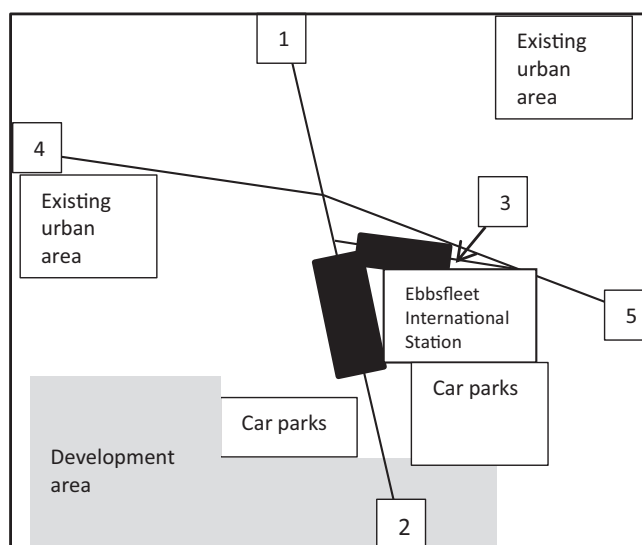 1
Existing
urban
area
4
Existing
urban
area
3
Ebbsfleet
International
Station
5
Car parks
Car parks
Development
area
2